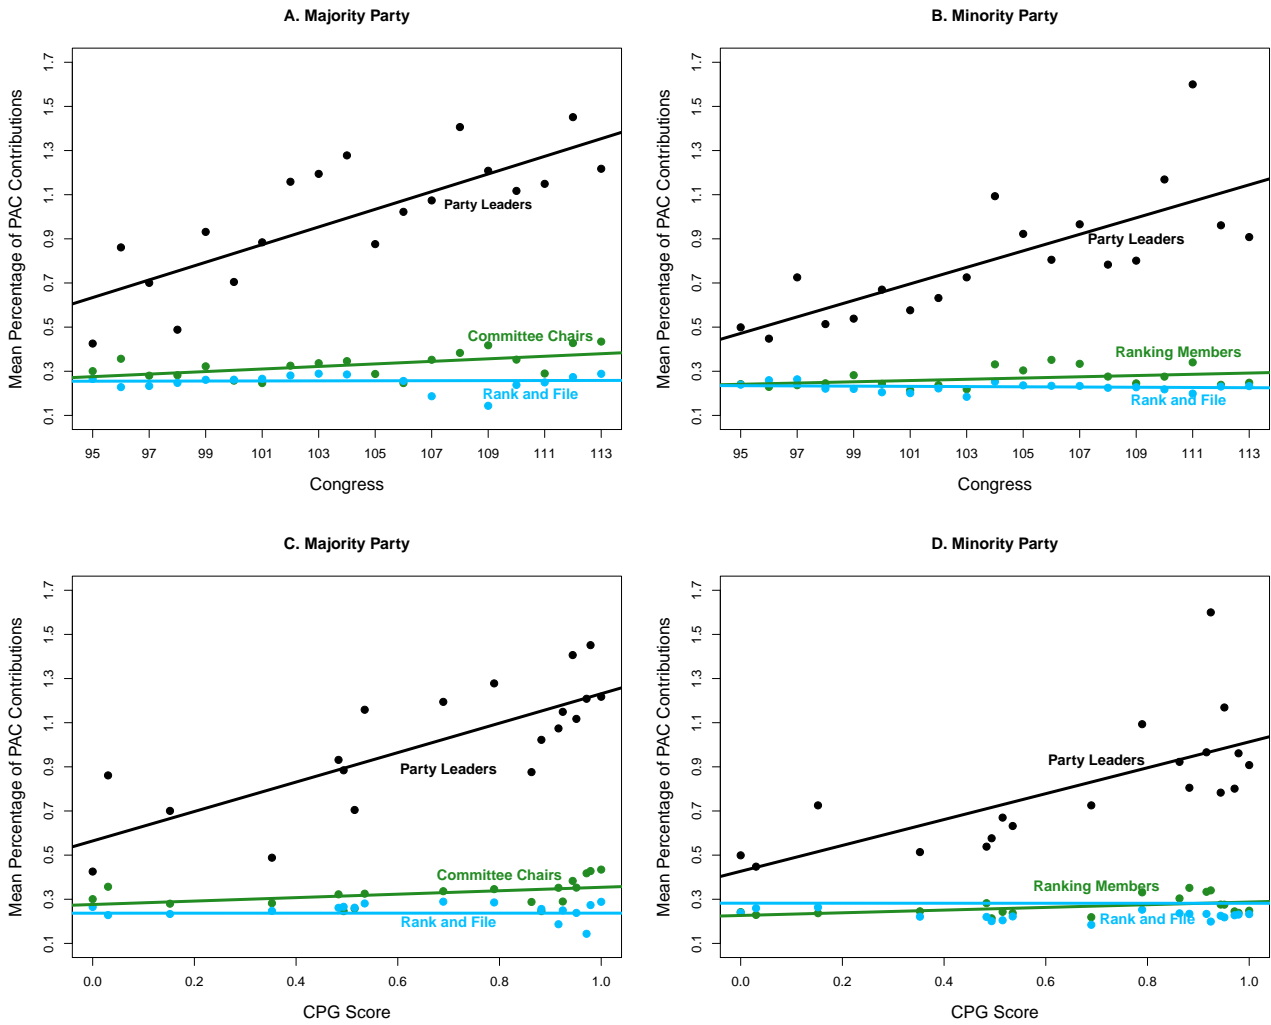 A. Majority Party
Mean Percentage of PAC Contributions
1.7
1.5
1.3
1.1
0.9
0.7
0.5
0.3
0.1
Party Leaders
Committee Chairs
Rank and File
95 97 99 101 103 105 107 109 111 113
Congress
B. Minority Party
Mean Percentage of PAC Contributions
1.7
1.5
1.3
1.1
0.9
0.7
0.5
0.3
0.1
Party Leaders
Ranking Members
Rank and File
95 97 99 101 103 105 107 109 111 113
Congress
C. Majority Party
Mean Percentage of PAC Contributions
1.7
1.5
1.3
1.1
0.9
0.7
0.5
0.3
0.1
Party Leaders
Committee Chairs
Rank and File
0.0 0.2 0.4 0.6 0.8 1.0
CPG Score
D. Minority Party
Mean Percentage of PAC Contributions
1.7
1.5
1.3
1.1
0.9
0.7
0.5
0.3
0.1
Party Leaders
Ranking Members
Rank and File
0.0 0.2 0.4 0.6 0.8 1.0
CPG Score